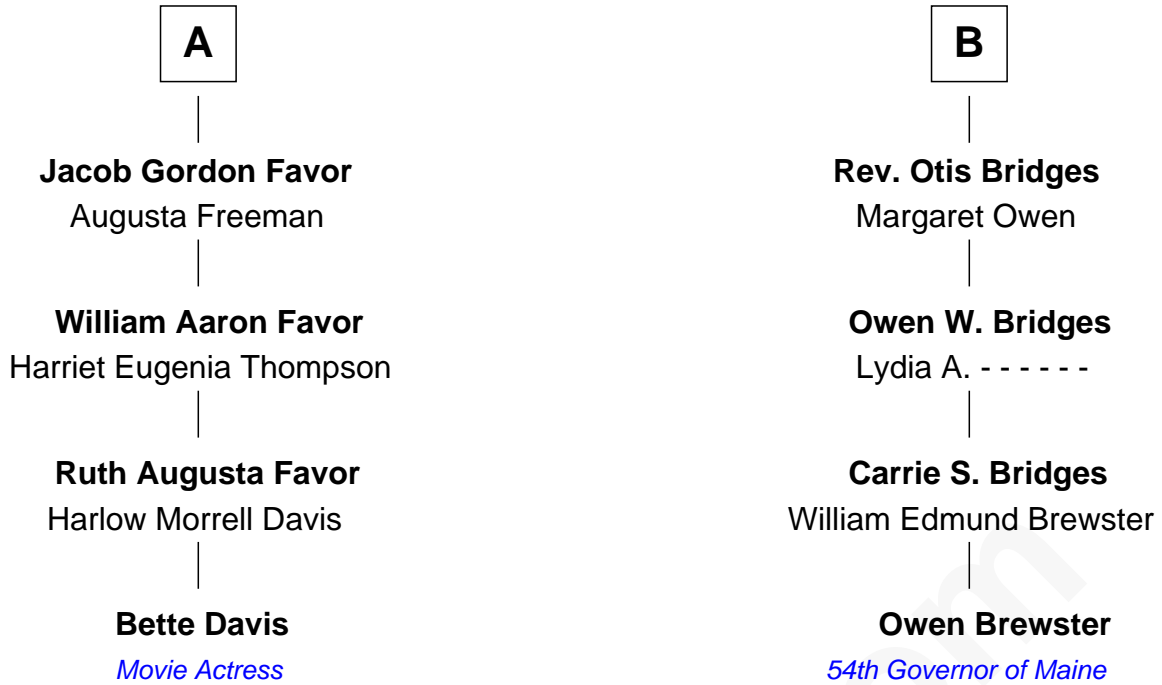 A
Jacob Gordon Favor
Augusta Freeman
William Aaron Favor
Harriet Eugenia Thompson
Ruth Augusta Favor
Harlow Morrell Davis
Bette Davis
Movie Actress
B
Rev. Otis Bridges
Margaret Owen
Owen W. Bridges
Lydia A. - - - - - -
Carrie S. Bridges
William Edmund Brewster
Owen Brewster
54th Governor of Maine